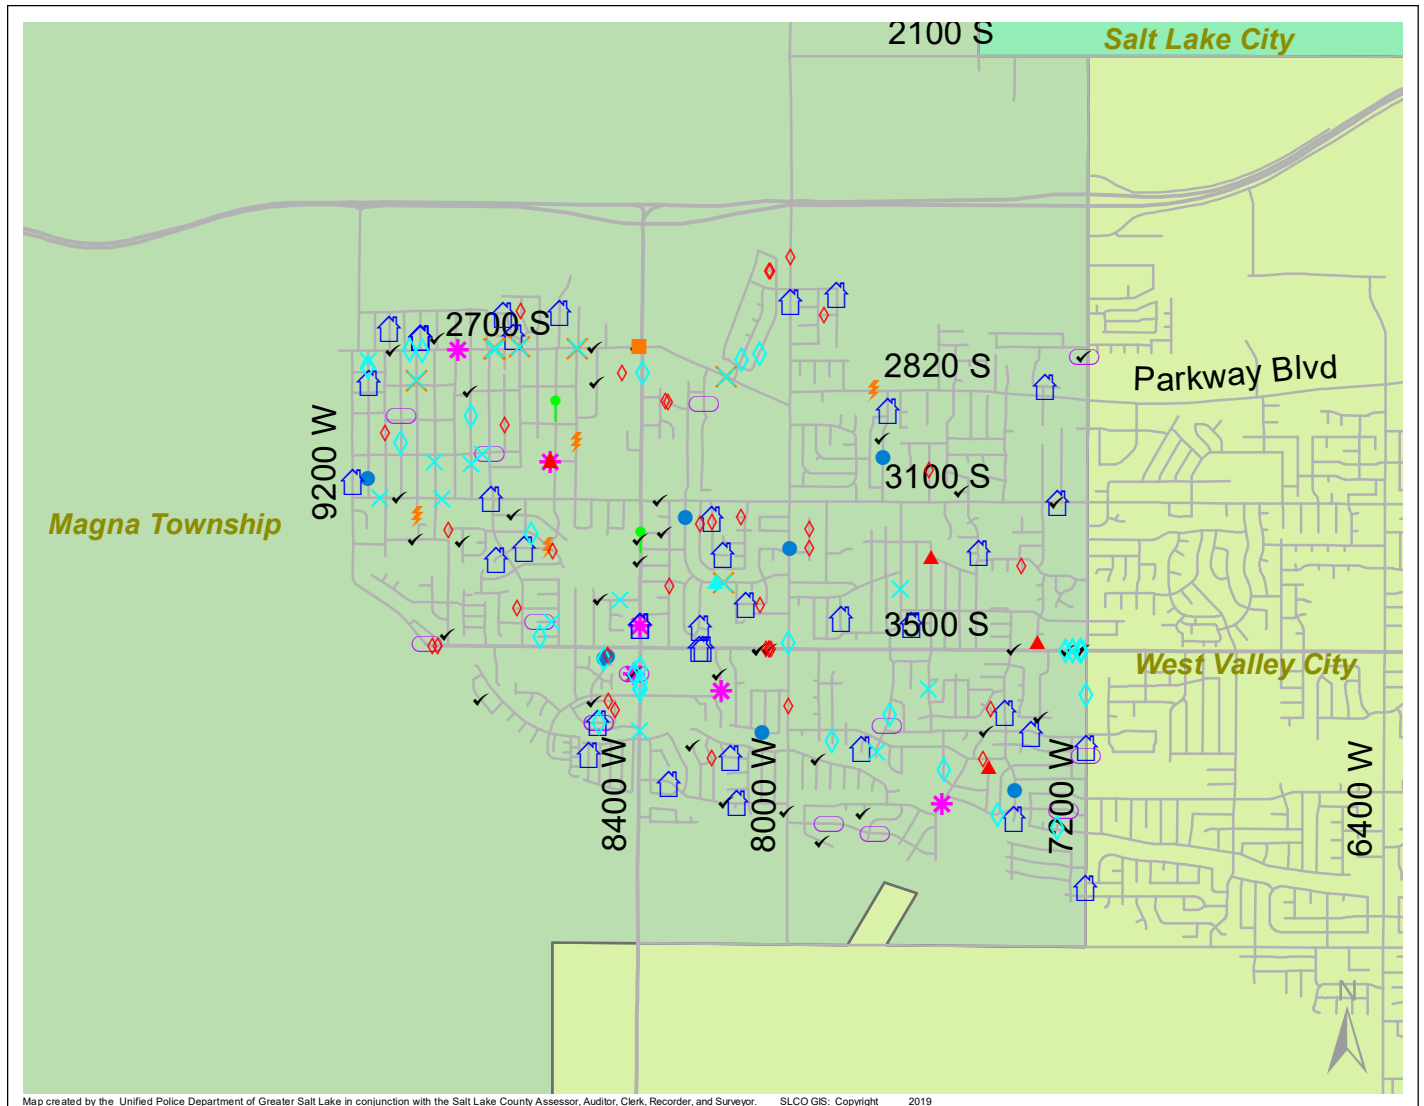 2100 S
Salt Lake City
2700 S
2820 S
Parkway Blvd
9200 W
3100 S
Magna Township
3500 S
West Valley City
8400 W
8000 W
7200 W
6400 W
N
Map created by the Unified Police Department of Greater Salt Lake in conjunction with the Salt Lake County Assessor, Auditor, Clerk, Recorder, and Surveyor. SLCO GIS: Copyright 2019